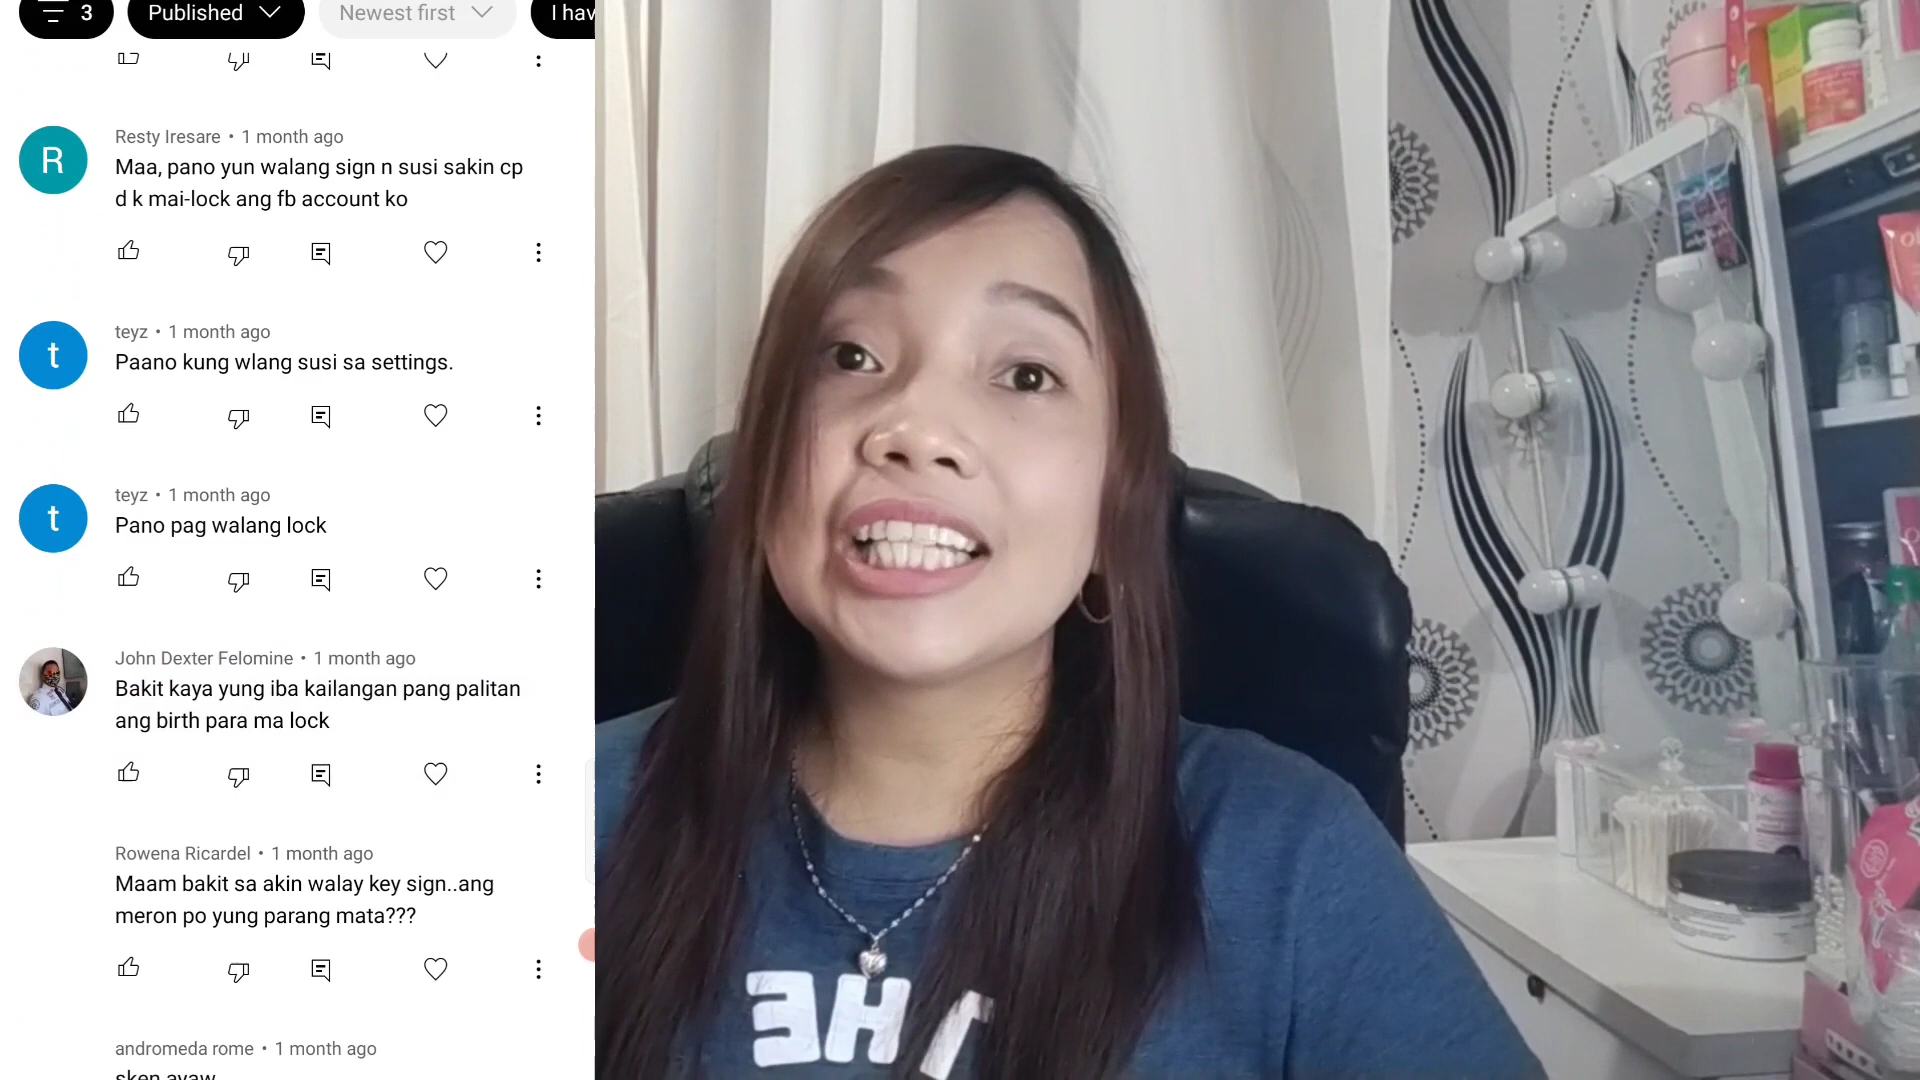 3
Published
Newest first
I hav
Resty Iresare • 1 month ago
Maa, pano yun walang sign n susi sakin cp
d k mai-lock ang fb account ko
teyz • 1 month ago
Paano kung wlang susi sa settings.
teyz • 1 month ago
Pano pag walang lock
John Dexter Felomine • 1 month ago
Bakit kaya yung iba kailangan pang palitan
ang birth para ma lock
Rowena Ricardel • 1 month ago
Maam bakit sa akin walay key sign..ang
meron po yung parang mata???
andromeda rome • 1 month ago
sken ayaw
R
t
t
THE